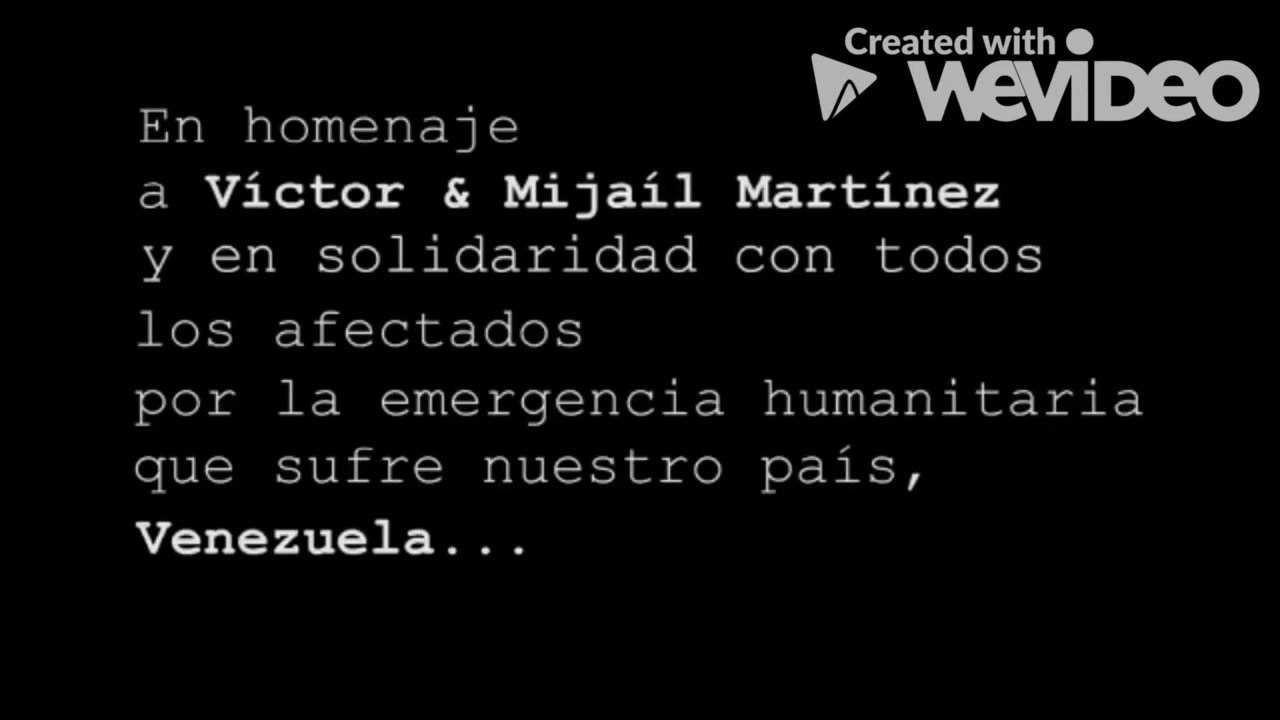 Created with
WEVIDEO
En homenaje
a Víctor & Mijaíl Martínez
y en solidaridad con todos
los afectados
por la emergencia humanitaria
que sufre nuestro país,
Venezuela...